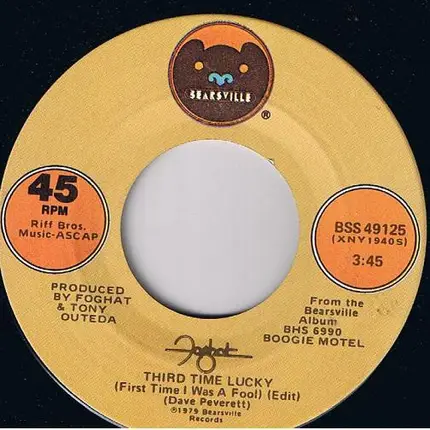 BEARSVILLE
®
45
RPM
Riff Bros.
Music-ASCAP
BSS 49125
(XNY1940S)
3:45
PRODUCED
BY FOGHAT
& TONY
OUTEDA
From the
Bearsville
Album
BHS 6990
BOOGIE MOTEL
Foghat
THIRD TIME LUCKY
(First Time I Was A Fool) (Edit)
(Dave Peverett)
©1979 Bearsville
Records